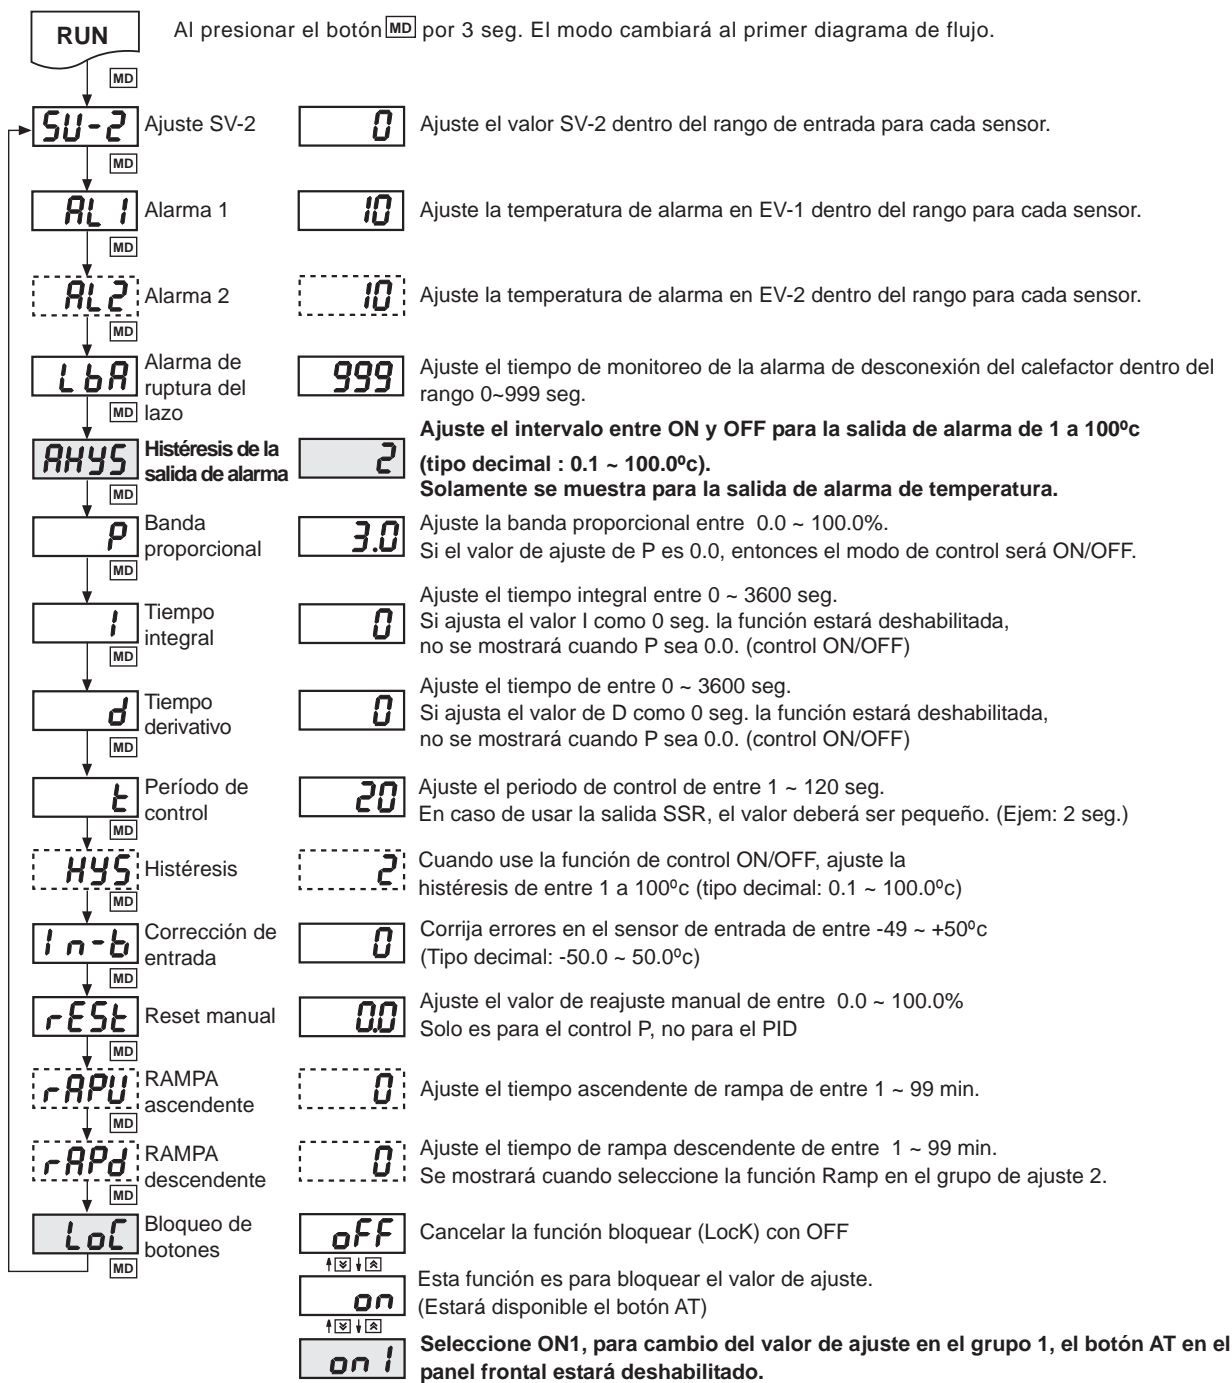 RUN
Al presionar el botón MD por 3 seg. El modo cambiará al primer diagrama de flujo.
MD
SU-2 Ajuste SV-2 0 Ajuste el valor SV-2 dentro del rango de entrada para cada sensor.
MD
AL1 Alarma 1 10 Ajuste la temperatura de alarma en EV-1 dentro del rango para cada sensor.
MD
AL2 Alarma 2 10 Ajuste la temperatura de alarma en EV-2 dentro del rango para cada sensor.
MD
LbA Alarma de ruptura del lazo 999 Ajuste el tiempo de monitoreo de la alarma de desconexión del calefactor dentro del
rango 0~999 seg.
MD
AHYS Histéresis de la salida de alarma 2 Ajuste el intervalo entre ON y OFF para la salida de alarma de 1 a 100ºc
(tipo decimal : 0.1 ~ 100.0ºc).
Solamente se muestra para la salida de alarma de temperatura.
MD
P Banda proporcional 3.0 Ajuste la banda proporcional entre 0.0 ~ 100.0%.
Si el valor de ajuste de P es 0.0, entonces el modo de control será ON/OFF.
MD
I Tiempo integral 0 Ajuste el tiempo integral entre 0 ~ 3600 seg.
Si ajusta el valor I como 0 seg. la función estará deshabilitada,
no se mostrará cuando P sea 0.0. (control ON/OFF)
MD
d Tiempo derivativo 0 Ajuste el tiempo de entre 0 ~ 3600 seg.
Si ajusta el valor de D como 0 seg. la función estará deshabilitada,
no se mostrará cuando P sea 0.0. (control ON/OFF)
MD
t Período de control 20 Ajuste el periodo de control de entre 1 ~ 120 seg.
En caso de usar la salida SSR, el valor deberá ser pequeño. (Ejem: 2 seg.)
MD
HYS Histéresis 2 Cuando use la función de control ON/OFF, ajuste la
histéresis de entre 1 a 100ºc (tipo decimal: 0.1 ~ 100.0ºc)
MD
In-b Corrección de entrada 0 Corrija errores en el sensor de entrada de entre -49 ~ +50ºc
(Tipo decimal: -50.0 ~ 50.0ºc)
MD
rESt Reset manual 0.0 Ajuste el valor de reajuste manual de entre 0.0 ~ 100.0%
Solo es para el control P, no para el PID
MD
rAPU RAMPA ascendente 0 Ajuste el tiempo ascendente de rampa de entre 1 ~ 99 min.
MD
rAPd RAMPA descendente 0 Ajuste el tiempo de rampa descendente de entre 1 ~ 99 min.
Se mostrará cuando seleccione la función Ramp en el grupo de ajuste 2.
MD
LoC Bloqueo de botones oFF Cancelar la función bloquear (LocK) con OFF
MD
on Esta función es para bloquear el valor de ajuste.
(Estará disponible el botón AT)
on1 Seleccione ON1, para cambio del valor de ajuste en el grupo 1, el botón AT en el
panel frontal estará deshabilitado.